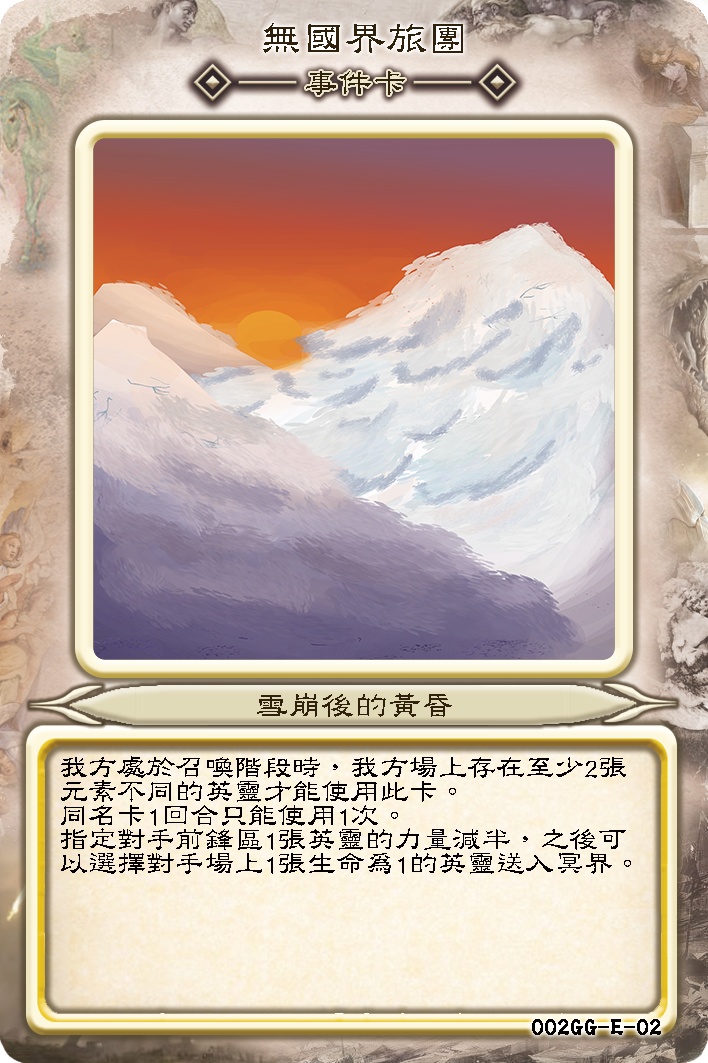 無國界旅團
事件卡
雪崩後的黃昏
我方處於召喚階段時，我方場上存在至少2張
元素不同的英靈才能使用此卡。
同名卡1回合只能使用1次。
指定對手前鋒區1張英靈的力量減半，之後可
以選擇對手場上1張生命為1的英靈送入冥界。
002GG-E-02